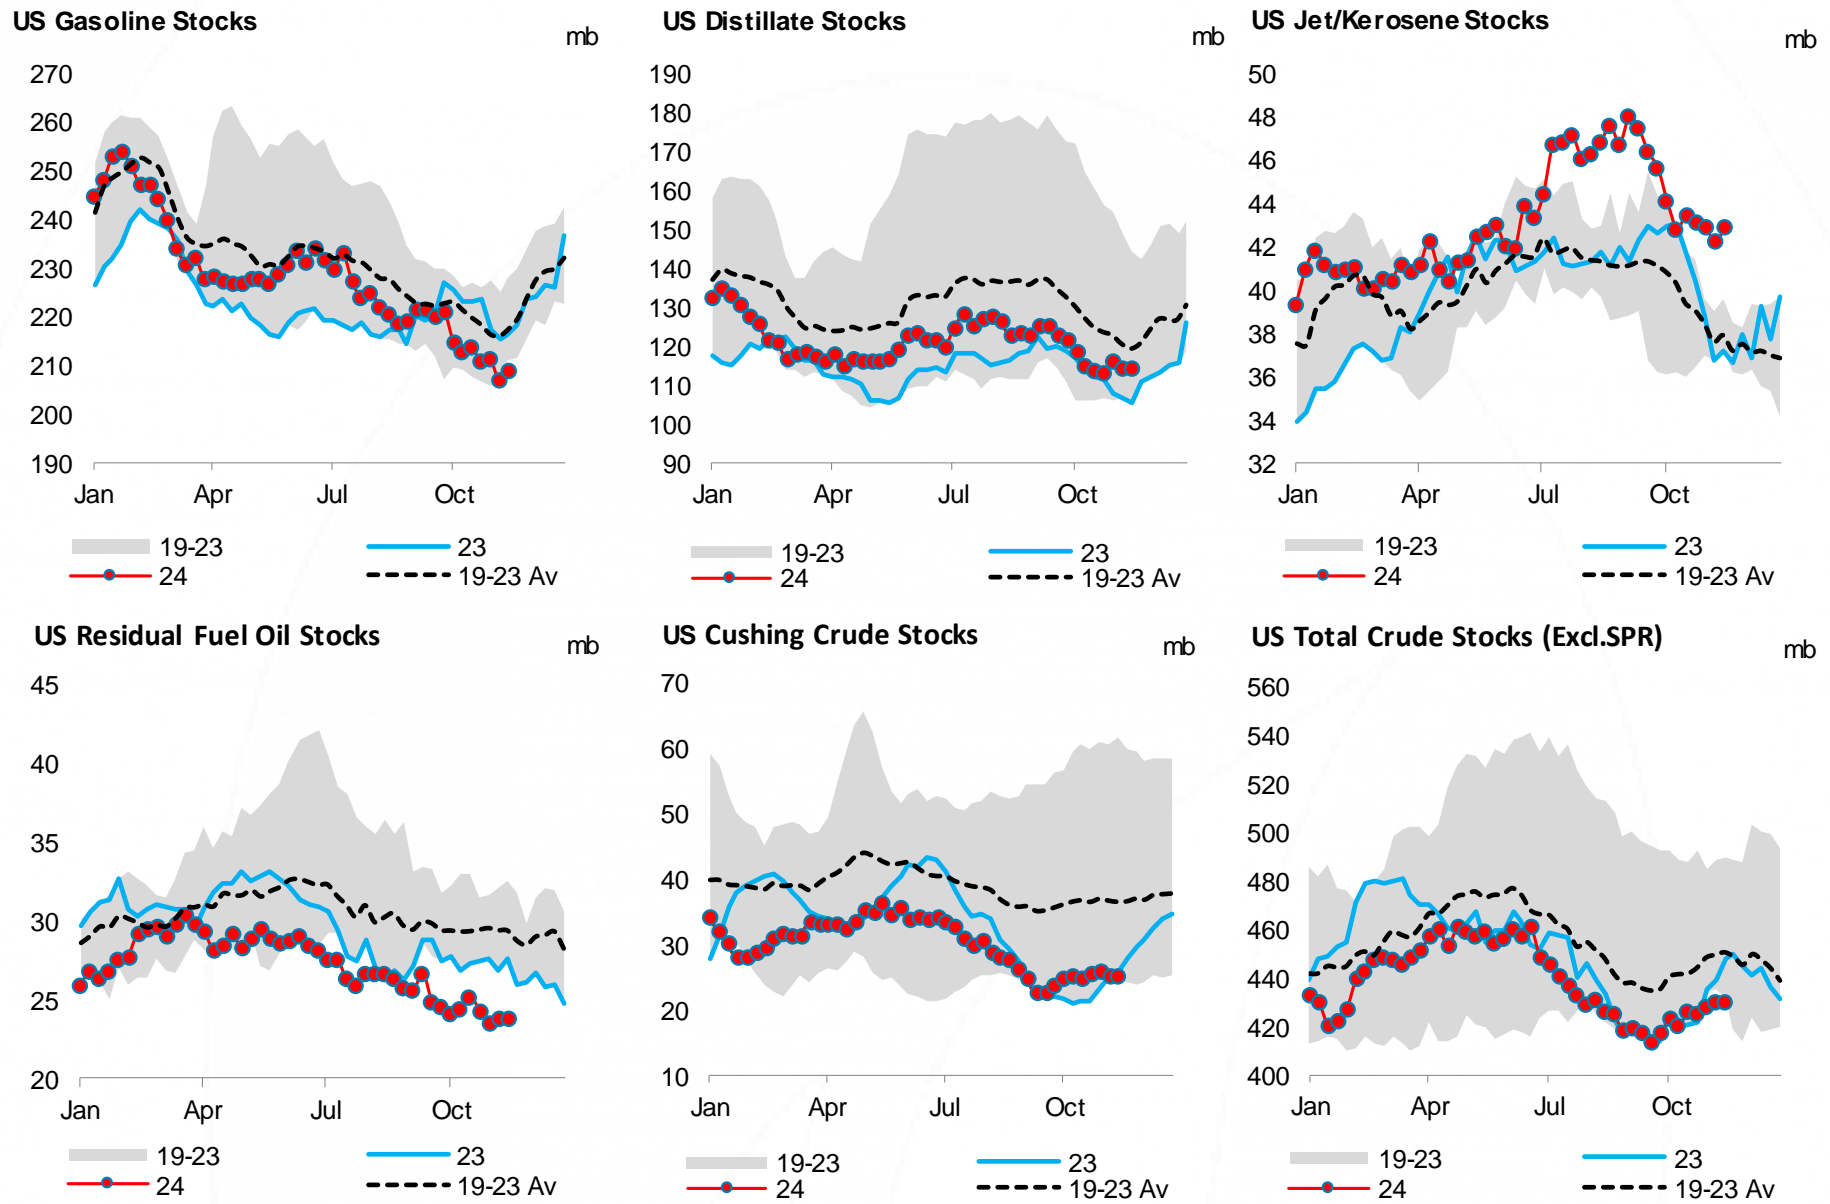 US Gasoline Stocks
mb
270
260
250
240
230
220
210
200
190
Jan Apr Jul Oct
19-23 23
24 19-23 Av
US Distillate Stocks
mb
190
180
170
160
150
140
130
120
110
100
90
Jan Apr Jul Oct
19-23 23
24 19-23 Av
US Jet/Kerosene Stocks
mb
50
48
46
44
42
40
38
36
34
32
Jan Apr Jul Oct
19-23 23
24 19-23 Av
US Residual Fuel Oil Stocks
mb
45
40
35
30
25
20
Jan Apr Jul Oct
19-23 23
24 19-23 Av
US Cushing Crude Stocks
mb
70
60
50
40
30
20
10
Jan Apr Jul Oct
19-23 23
24 19-23 Av
US Total Crude Stocks (Excl.SPR)
mb
560
540
520
500
480
460
440
420
400
Jan Apr Jul Oct
19-23 23
24 19-23 Av